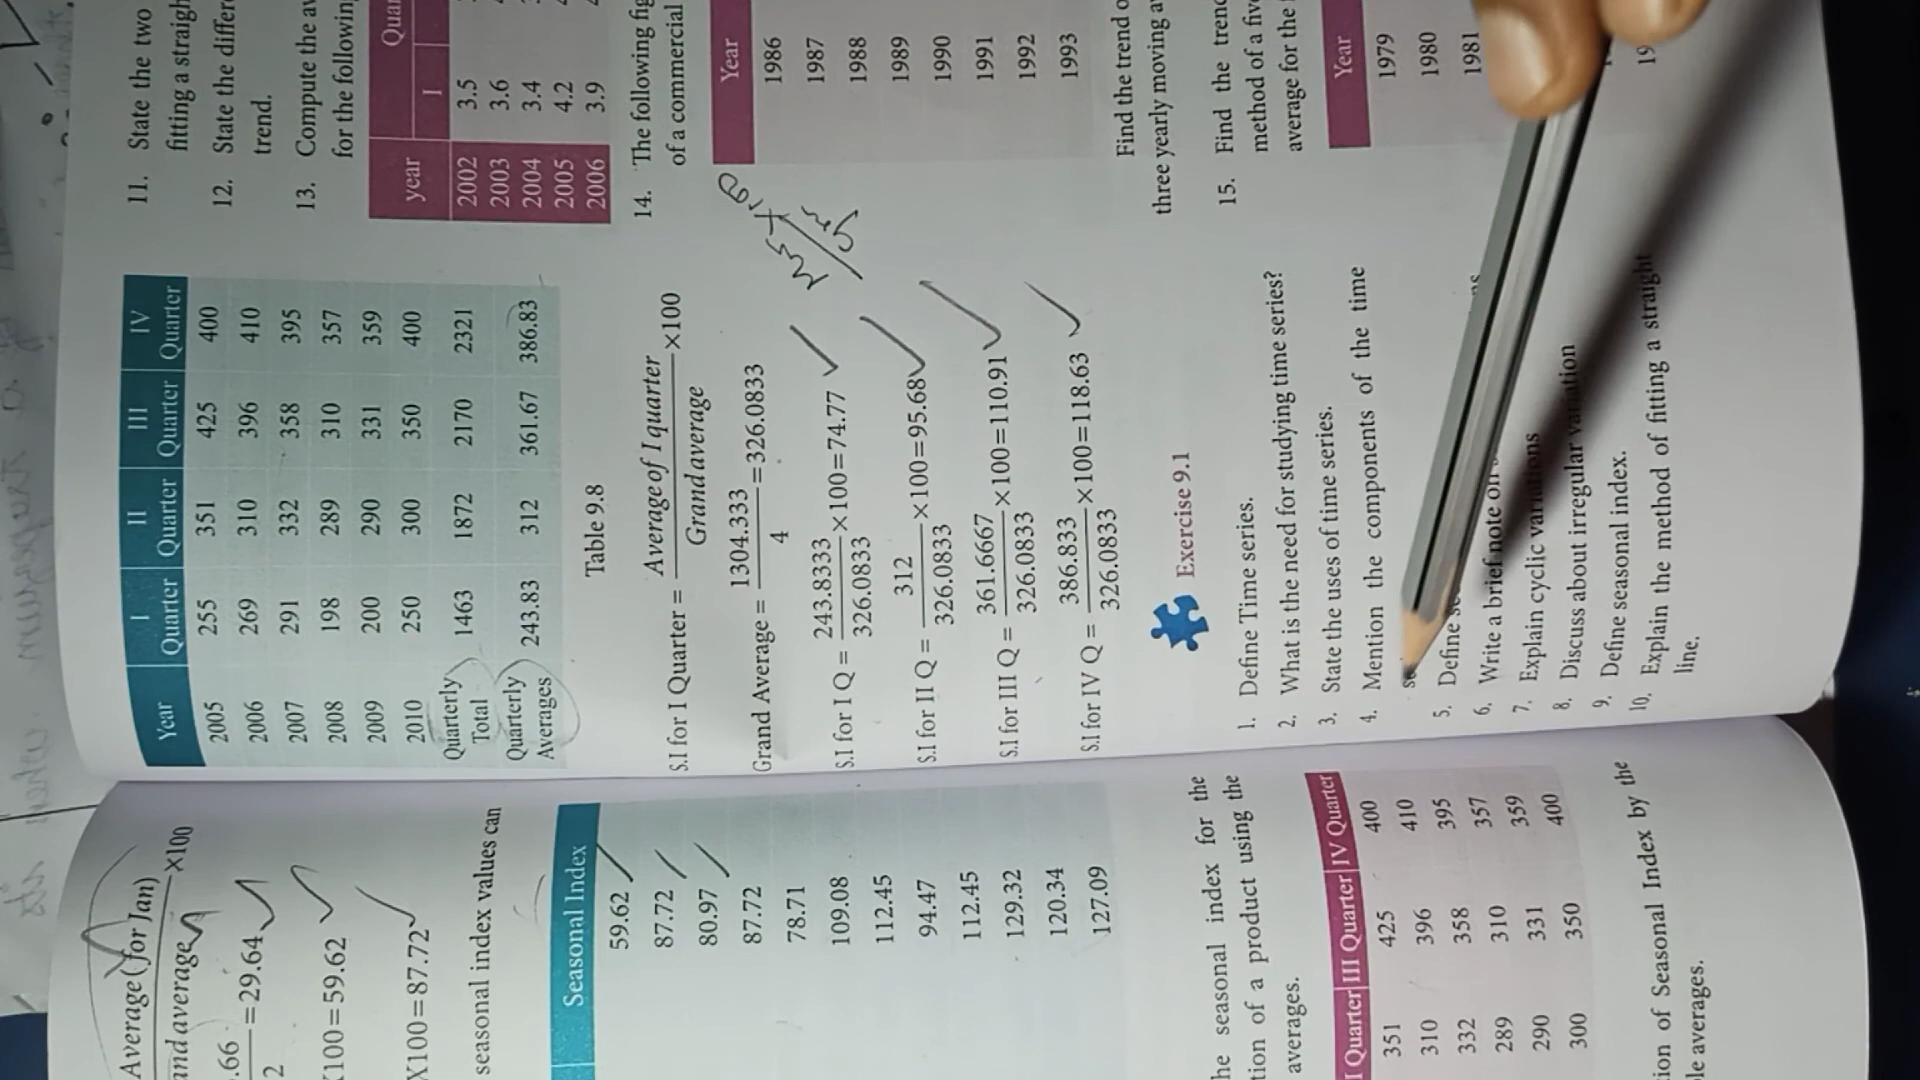 Average (for Jan)
×100
and average
.66
=29.64
2
×100=59.62
X100=87.72
seasonal index values can
Seasonal Index
59.62
87.72
80.97
87.72
78.71
109.08
112.45
94.47
112.45
129.32
120.34
127.09
he seasonal index for the
tion of a product using the
averages.
I Quarter III Quarter IV Quarter
351 425 400
310 396 410
332 358 395
289 310 357
290 331 359
300 350 400
ion of Seasonal Index by the
le averages.
Year I Quarter II Quarter III Quarter IV Quarter
2005 255 351 425 400
2006 269 310 396 410
2007 291 332 358 395
2008 198 289 310 357
2009 200 290 331 359
2010 250 300 350 400
Quarterly Total 1463 1872 2170 2321
Quarterly Averages 243.83 312 361.67 386.83
Table 9.8
S.I for I Quarter = Average of I quarter / Grand average ×100
Grand Average = 1304.333 / 4 =326.0833
S.I for I Q = 243.8333 / 326.0833 ×100=74.77
S.I for II Q = 312 / 326.0833 ×100=95.68
S.I for III Q = 361.6667 / 326.0833 ×100=110.91
S.I for IV Q = 386.833 / 326.0833 ×100=118.63
Exercise 9.1
1. Define Time series.
2. What is the need for studying time series?
3. State the uses of time series.
4. Mention the components of the time
5. Define
6. Write a brief note on
7. Explain cyclic variations
8. Discuss about irregular variation
9. Define seasonal index.
10. Explain the method of fitting a straight
line.
11. State the two
fitting a straigh
12. State the differ
trend.
13. Compute the av
for the following
year Quar
I
2002 3.5
2003 3.6
2004 3.4
2005 4.2
2006 3.9
14. The following fig
of a commercial
Year
1986
1987
1988
1989
1990
1991
1992
1993
Find the trend o
three yearly moving a
15. Find the tren
method of a fiv
average for the
Year
1979
1980
1981
19